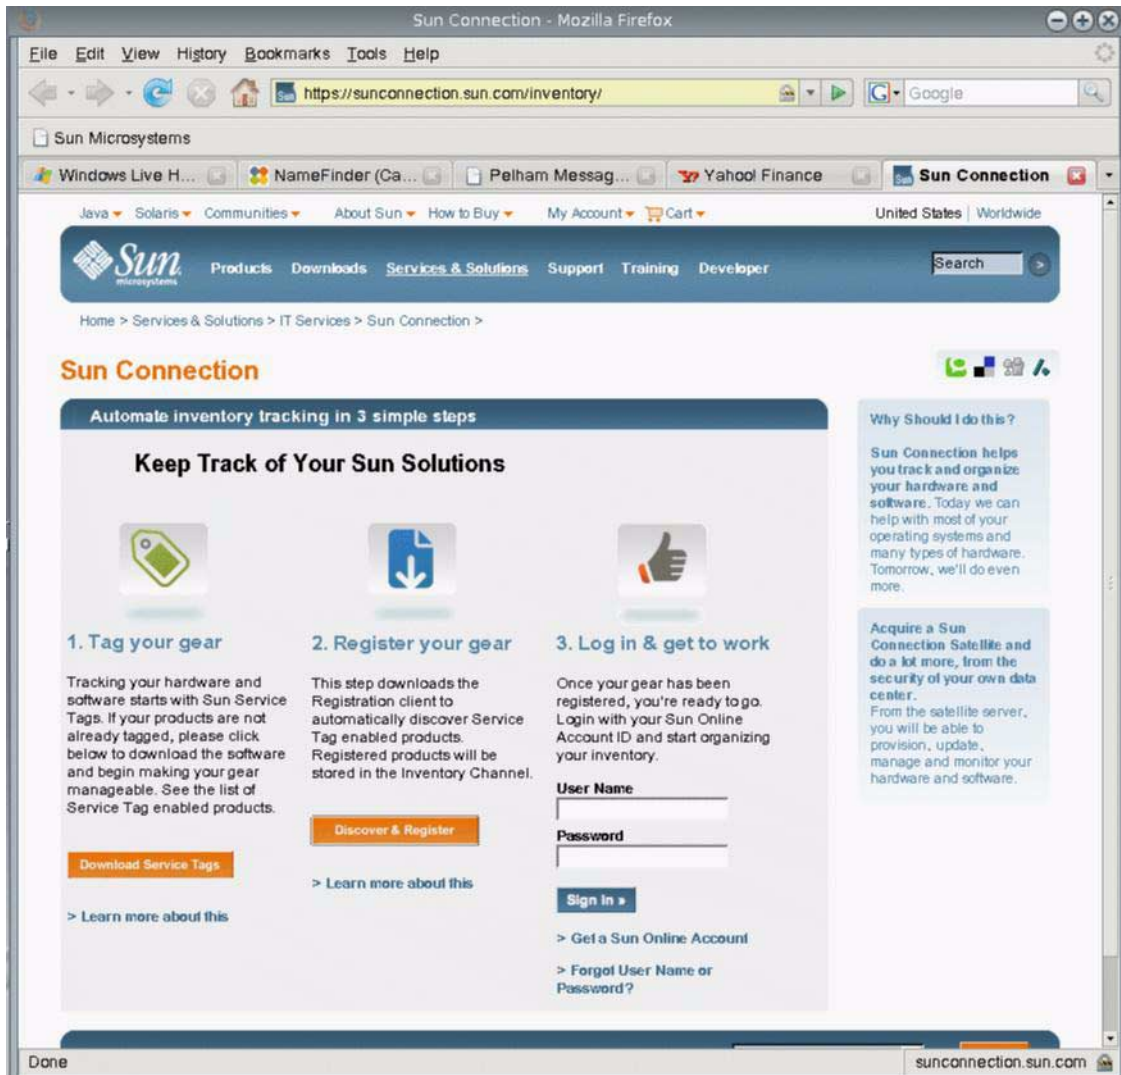 Sun Connection - Mozilla Firefox
File Edit View History Bookmarks Tools Help
https://sunconnection.sun.com/inventory/
Google
Sun Microsystems
Windows Live H...
NameFinder (Ca...
Pelham Messag...
Yahoo! Finance
Sun Connection
Java Solaris Communities About Sun How to Buy My Account Cart United States | Worldwide
Sun microsystems
Products Downloads Services & Solutions Support Training Developer
Search
Home > Services & Solutions > IT Services > Sun Connection >
Sun Connection
Automate inventory tracking in 3 simple steps
Keep Track of Your Sun Solutions
1. Tag your gear
Tracking your hardware and
software starts with Sun Service
Tags. If your products are not
already tagged, please click
below to download the software
and begin making your gear
manageable. See the list of
Service Tag enabled products.
Download Service Tags
> Learn more about this
2. Register your gear
This step downloads the
Registration client to
automatically discover Service
Tag enabled products.
Registered products will be
stored in the Inventory Channel.
Discover & Register
> Learn more about this
3. Log in & get to work
Once your gear has been
registered, you're ready to go.
Login with your Sun Online
Account ID and start organizing
your inventory.
User Name
Password
Sign In »
> Get a Sun Online Account
> Forgot User Name or
Password?
Why Should I do this?
Sun Connection helps
you track and organize
your hardware and
software. Today we can
help with most of your
operating systems and
many types of hardware.
Tomorrow, we'll do even
more.
Acquire a Sun
Connection Satellite and
do a lot more, from the
security of your own data
center.
From the satellite server,
you will be able to
provision, update,
manage and monitor your
hardware and software.
Done
sunconnection.sun.com